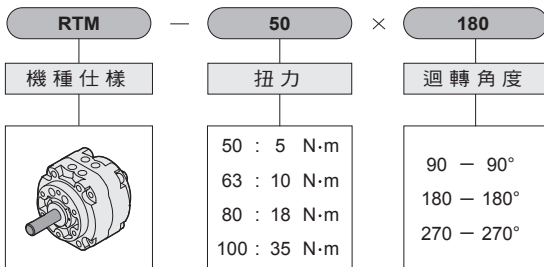 RTM — 50 × 180
機種仕樣 扭力 迴轉角度
50 : 5 N·m
63 : 10 N·m
80 : 18 N·m
100 : 35 N·m
90 — 90°
180 — 180°
270 — 270°